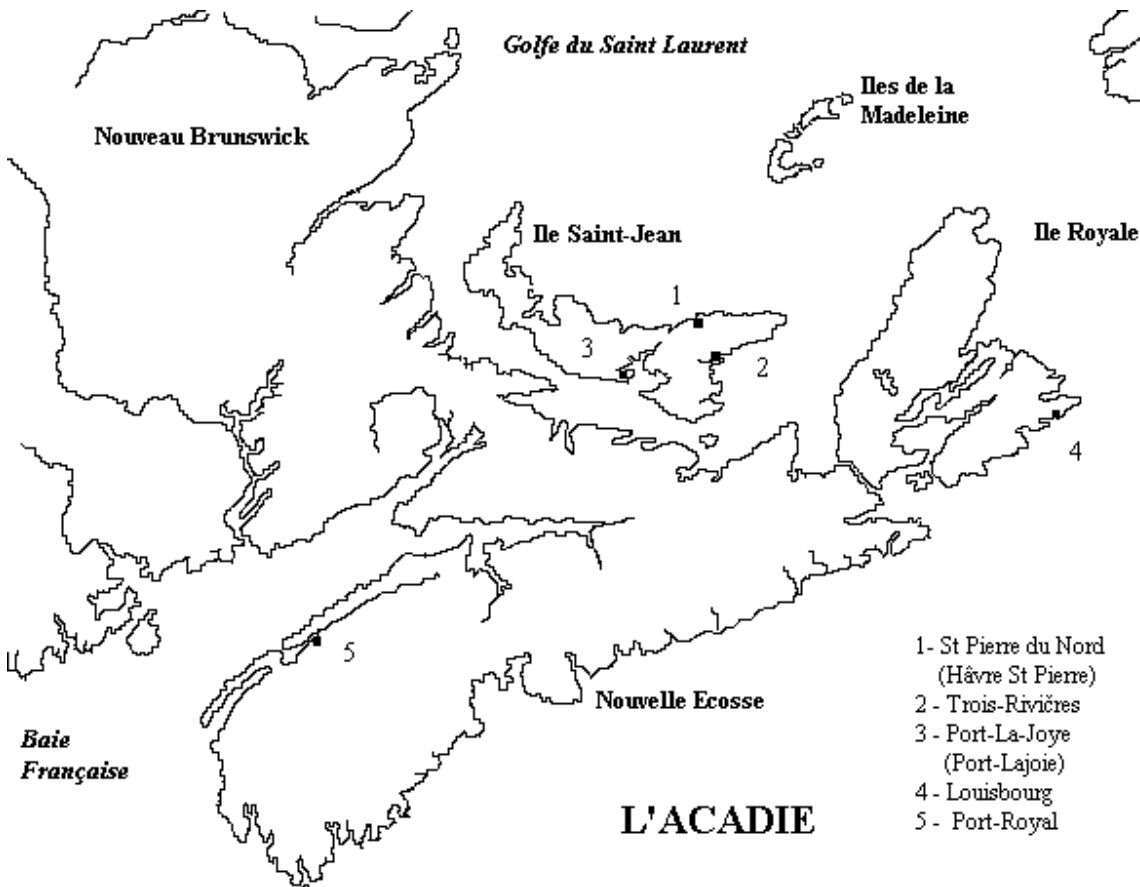 Golfe du Saint Laurent
Iles de la
Madeleine
Nouveau Brunswick
Ile Saint-Jean
Ile Royale
1
3
2
4
5
Nouvelle Ecosse
Baie
Française
L'ACADIE
1- St Pierre du Nord
(Hâvre St Pierre)
2 - Trois-Rivičres
3 - Port-La-Joye
(Port-Lajoie)
4 - Louisbourg
5 - Port-Royal